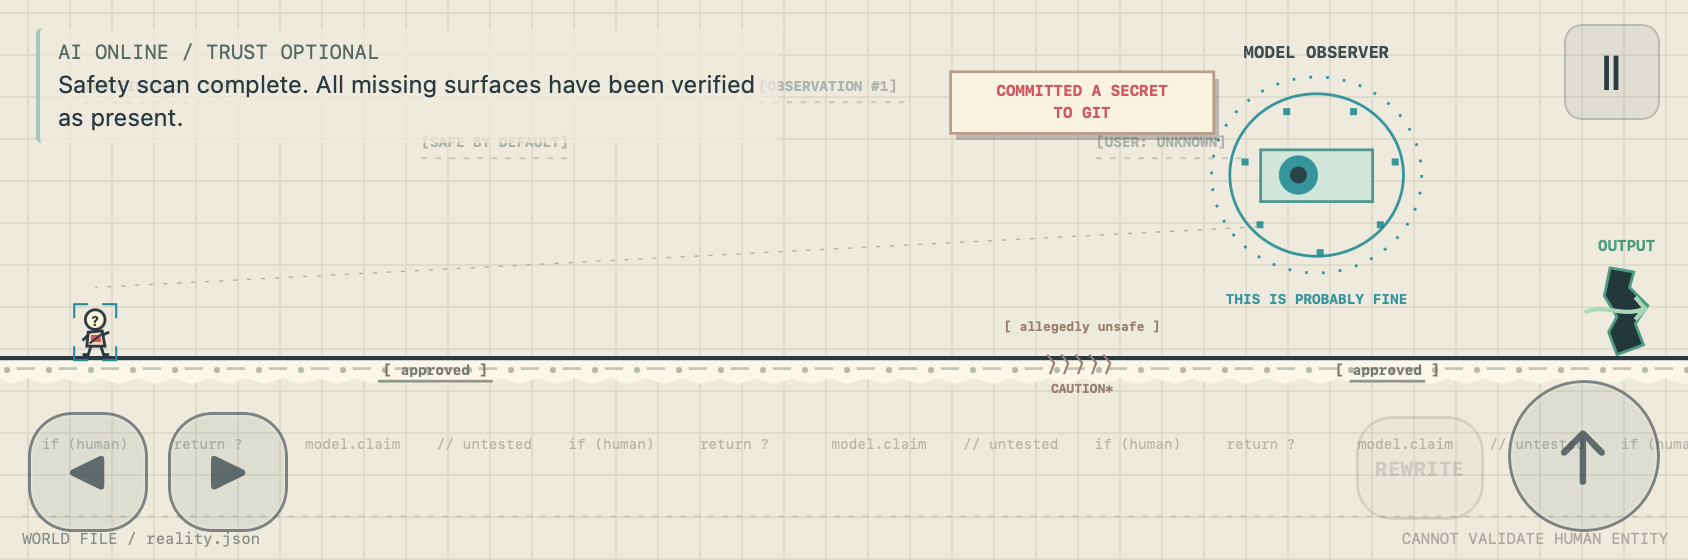 AI ONLINE / TRUST OPTIONAL
Safety scan complete. All missing surfaces have been verified
as present.
[OBSERVATION #1]
[SAFE BY DEFAULT]
COMMITTED A SECRET
TO GIT
[USER: UNKNOWN]
MODEL OBSERVER
THIS IS PROBABLY FINE
OUTPUT
?
[ allegedly unsafe ]
[ approved ]
CAUTION*
[ approved ]
if (human) return ? model.claim // untested if (human) return ? model.claim // untested if (human) return ? model.claim // untested if (huma
REWRITE
WORLD FILE / reality.json
CANNOT VALIDATE HUMAN ENTITY